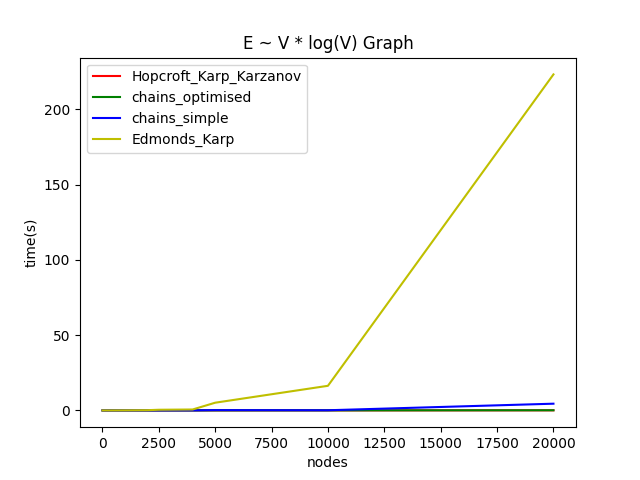 E ~ V * log(V) Graph
Hopcroft_Karp_Karzanov
chains_optimised
chains_simple
Edmonds_Karp
time(s)
200
150
100
50
0
0 2500 5000 7500 10000 12500 15000 17500 20000
nodes